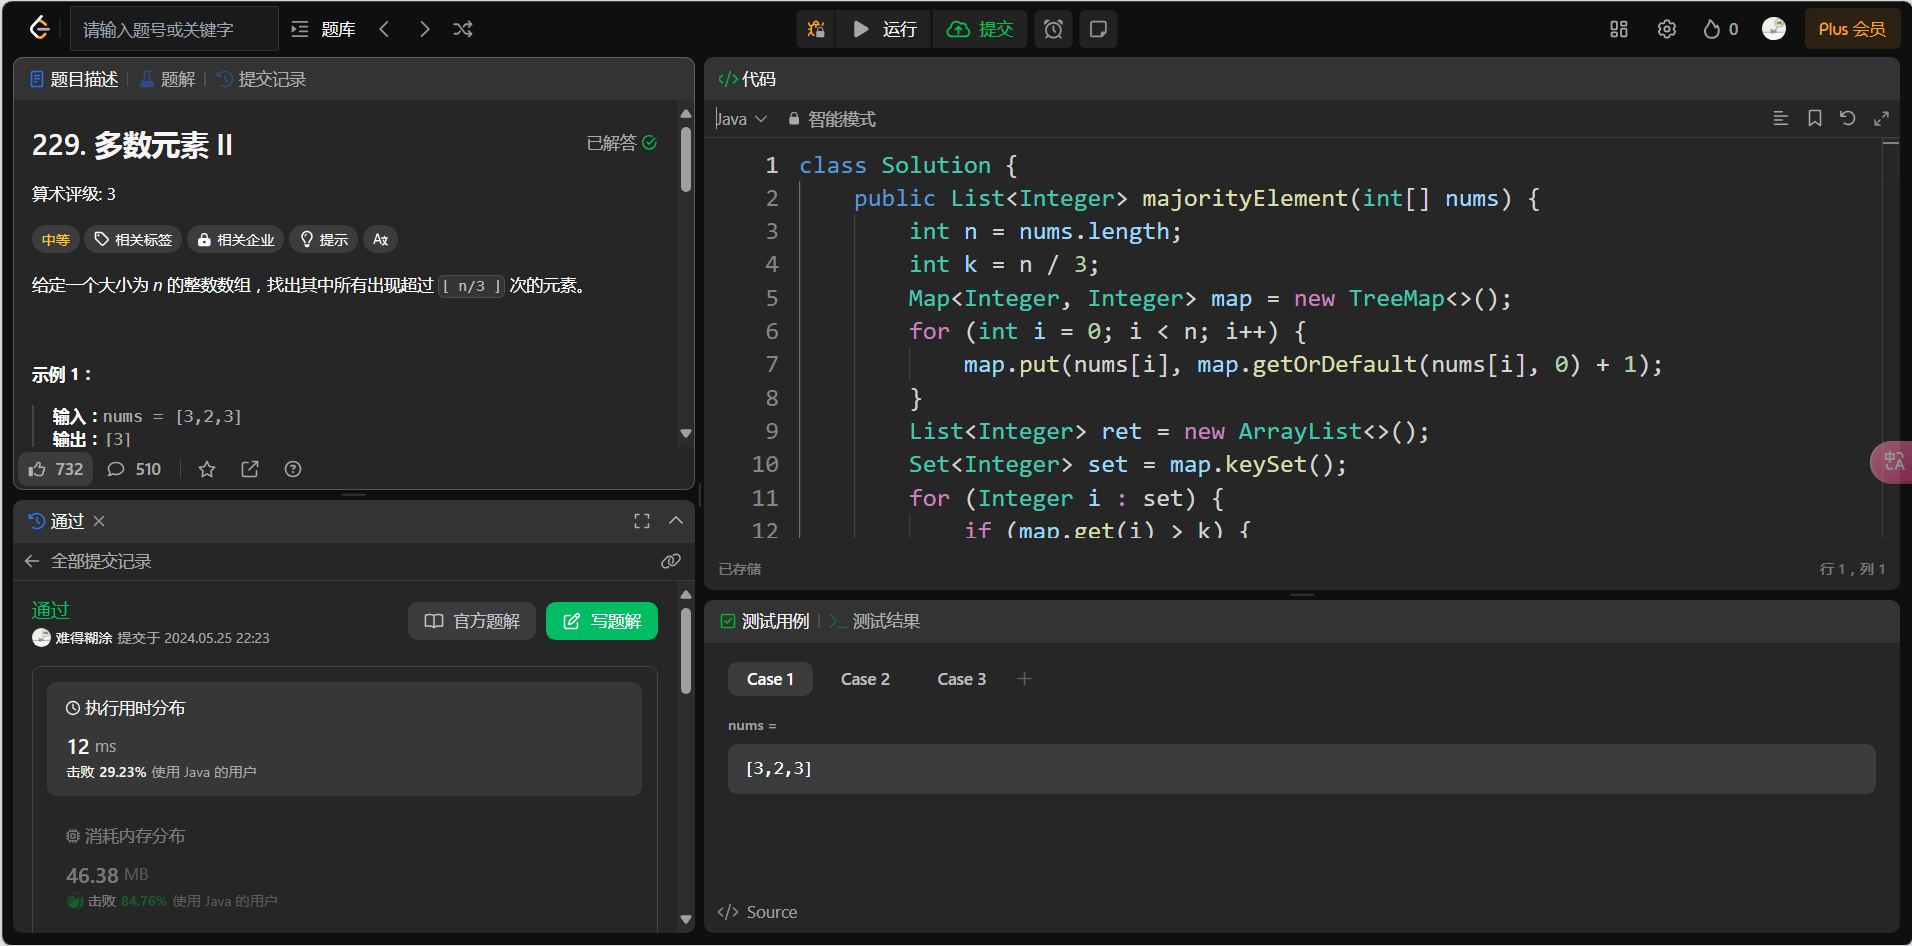 请输入题号或关键字
题库
运行
提交
0
Plus 会员
题目描述
题解
提交记录
229. 多数元素 II
已解答
算术评级: 3
中等
相关标签
相关企业
提示
给定一个大小为 n 的整数数组，找出其中所有出现超过 ⌊ n/3 ⌋ 次的元素。
示例 1：
输入：nums = [3,2,3]
输出：[3]
732
510
通过
全部提交记录
通过
官方题解
写题解
难得糊涂 提交于 2024.05.25 22:23
执行用时分布
12 ms
击败 29.23% 使用 Java 的用户
消耗内存分布
46.38 MB
击败 84.76% 使用 Java 的用户
</> 代码
Java
智能模式
1 class Solution {
2 public List<Integer> majorityElement(int[] nums) {
3 int n = nums.length;
4 int k = n / 3;
5 Map<Integer, Integer> map = new TreeMap<>();
6 for (int i = 0; i < n; i++) {
7 map.put(nums[i], map.getOrDefault(nums[i], 0) + 1);
8 }
9 List<Integer> ret = new ArrayList<>();
10 Set<Integer> set = map.keySet();
11 for (Integer i : set) {
12 if (map.get(i) > k) {
已存储
行 1，列 1
测试用例
测试结果
Case 1
Case 2
Case 3
nums =
[3,2,3]
</> Source